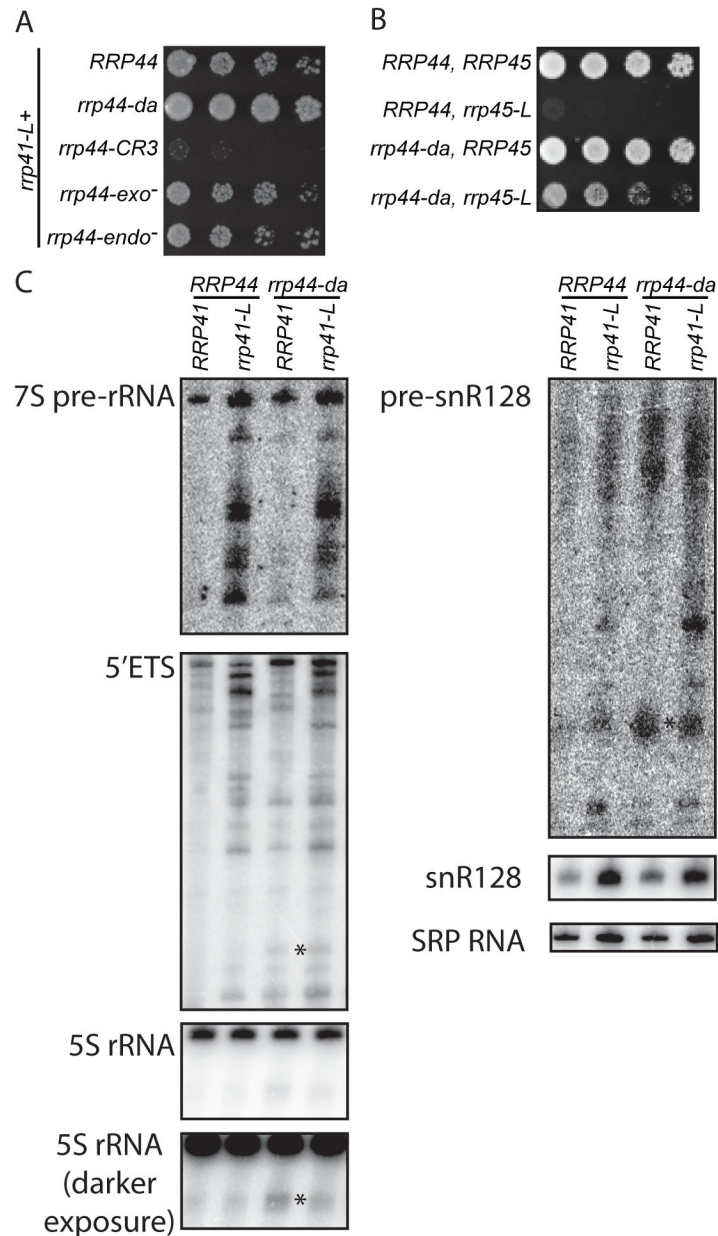 A
rrp41-L+
RRP44
rrp44-da
rrp44-CR3
rrp44-exo⁻
rrp44-endo⁻
B
RRP44, RRP45
RRP44, rrp45-L
rrp44-da, RRP45
rrp44-da, rrp45-L
C
RRP44 rrp44-da
RRP41 rrp41-L RRP41 rrp41-L
7S pre-rRNA
5'ETS
*
5S rRNA
5S rRNA
(darker
exposure)
*
RRP44 rrp44-da
RRP41 rrp41-L RRP41 rrp41-L
pre-snR128
*
snR128
SRP RNA